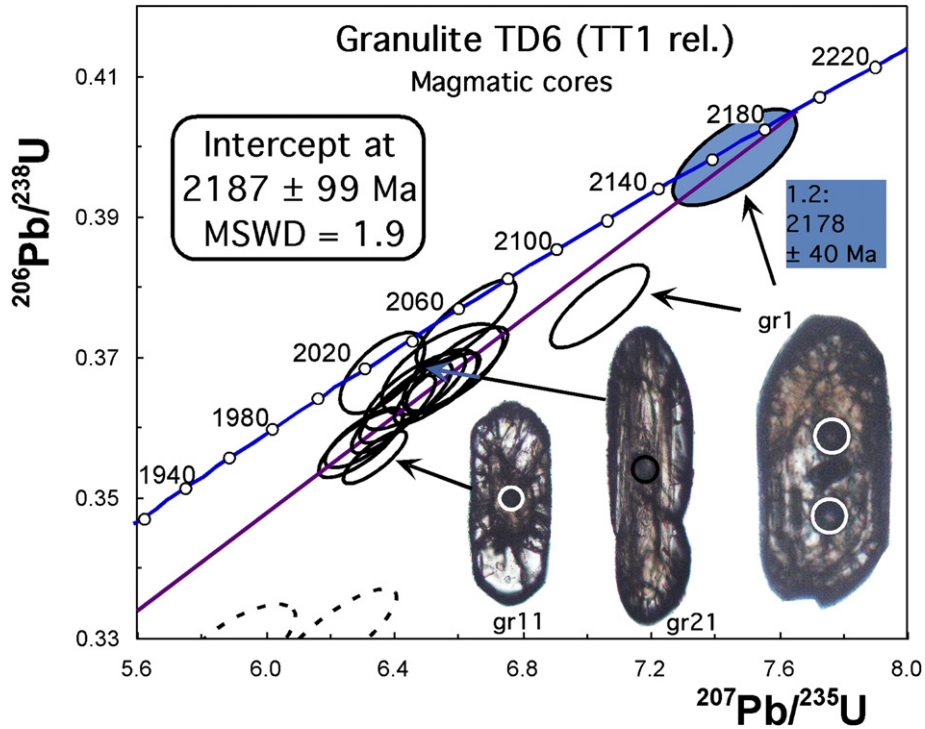 Granulite TD6 (TT1 rel.)
Magmatic cores
Intercept at
2187 ± 99 Ma
MSWD = 1.9
2220
2180
2140
2100
2060
2020
1980
1940
1.2:
2178
± 40 Ma
gr1
gr11
gr21
0.41
0.39
0.37
0.35
0.33
5.6
6.0
6.4
6.8
7.2
7.6
8.0
²⁰⁶Pb/²³⁸U
²⁰⁷Pb/²³⁵U